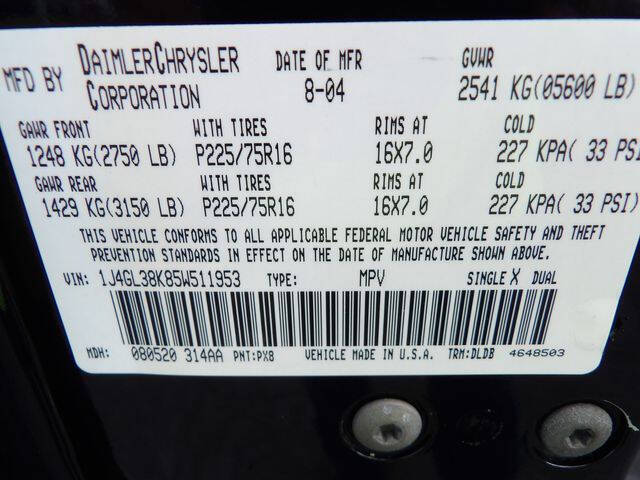 MFD BY DAIMLERCHRYSLER CORPORATION DATE OF MFR 8-04 GVWR 2541 KG(05600 LB)
GAWR FRONT WITH TIRES RIMS AT COLD
1248 KG(2750 LB) P225/75R16 16X7.0 227 KPA( 33 PSI)
GAWR REAR WITH TIRES RIMS AT COLD
1429 KG(3150 LB) P225/75R16 16X7.0 227 KPA( 33 PSI)
THIS VEHICLE CONFORMS TO ALL APPLICABLE FEDERAL MOTOR VEHICLE SAFETY AND THEFT
PREVENTION STANDARDS IN EFFECT ON THE DATE OF MANUFACTURE SHOWN ABOVE.
VIN: 1J4GL38K85W511953 TYPE: MPV SINGLE X DUAL
MDH: 080520 314AA PNT:PX8 VEHICLE MADE IN U.S.A. TRM:DLDB 4648503